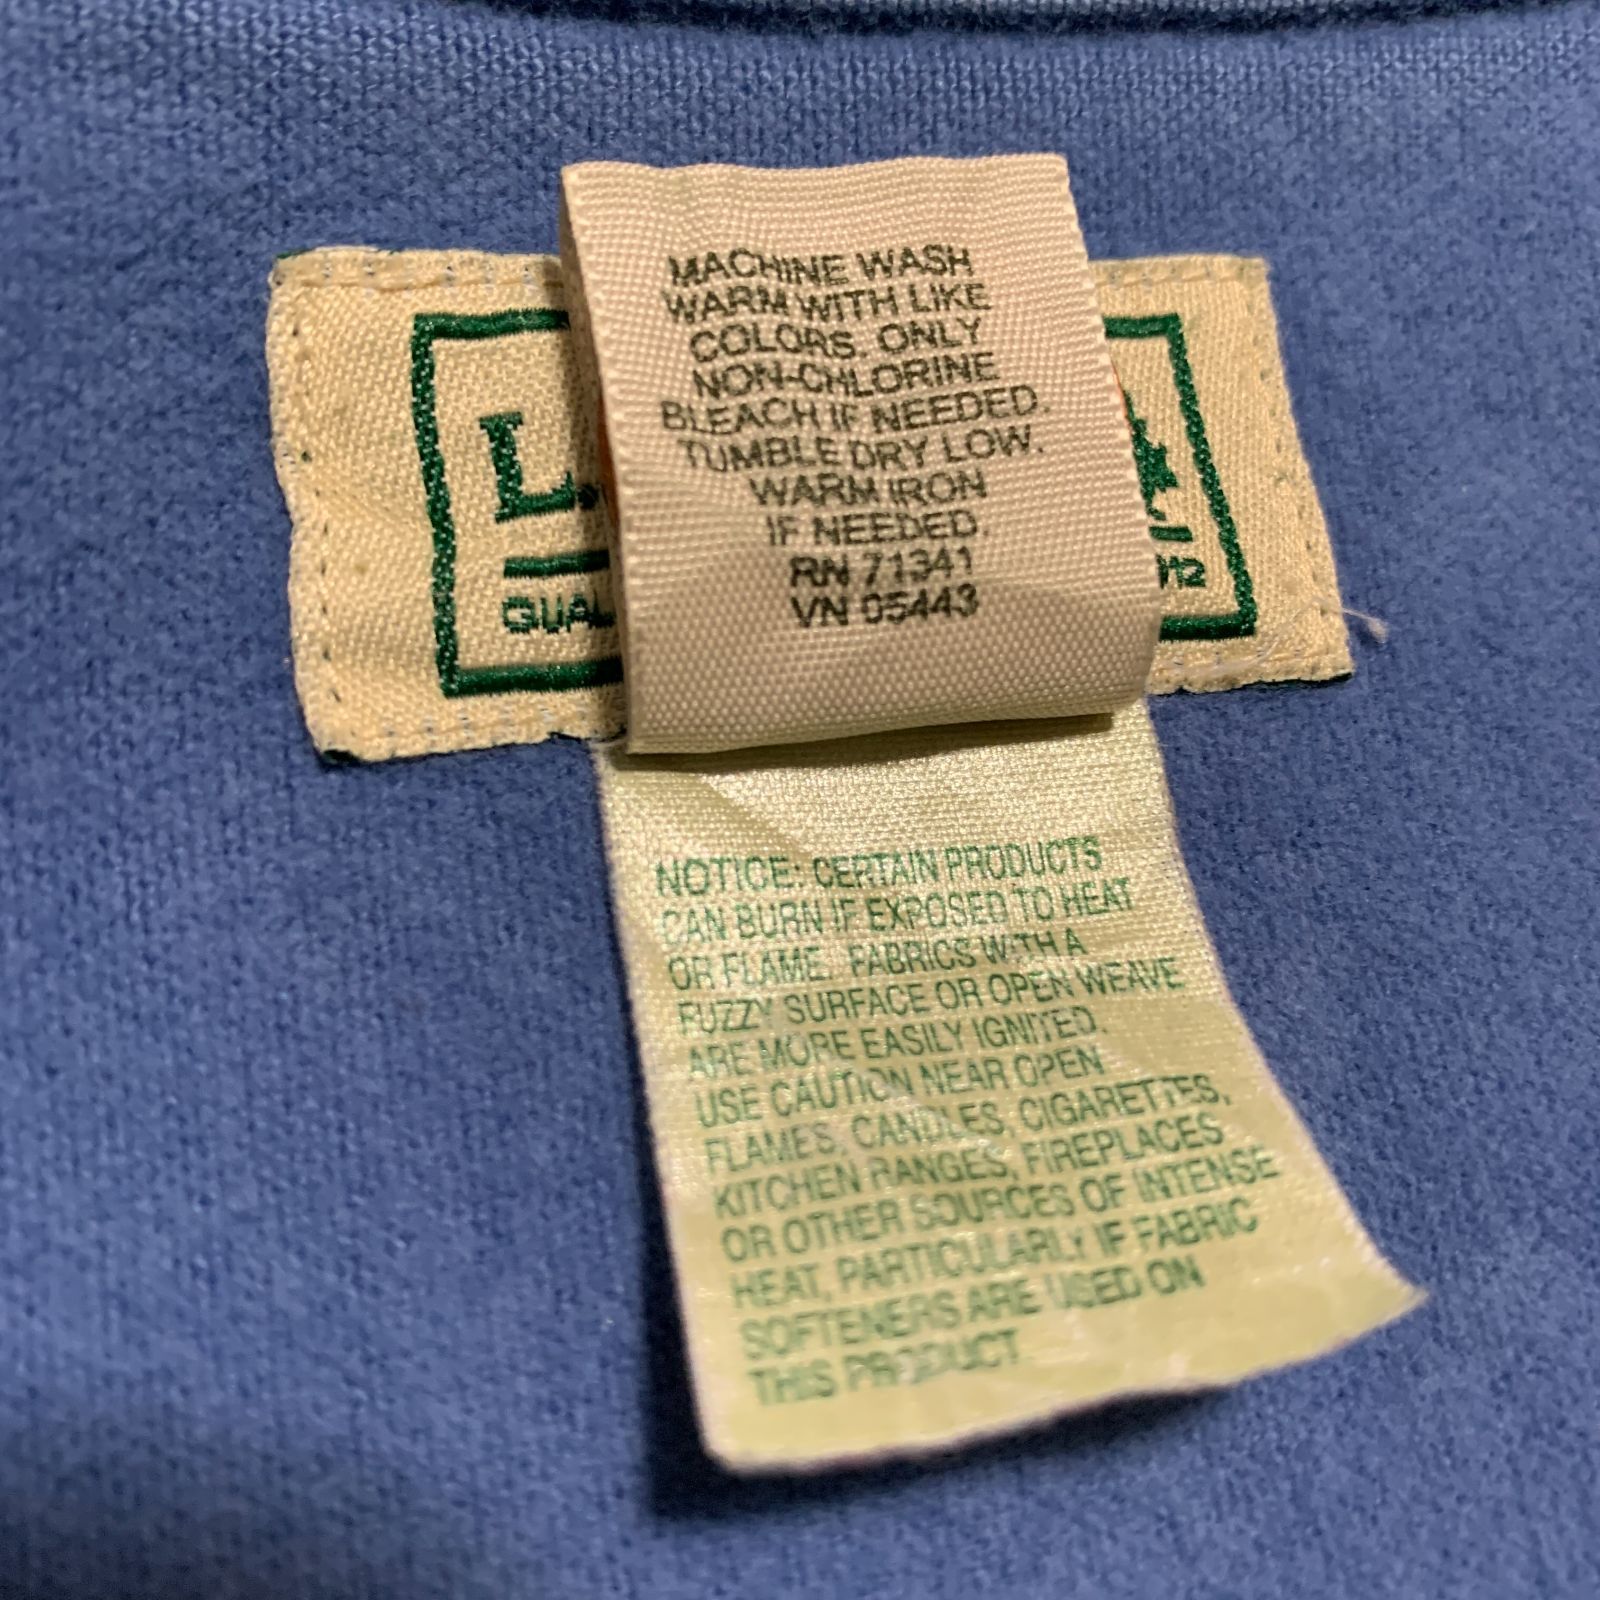 MACHINE WASH
WARM WITH LIKE
COLORS. ONLY
NON-CHLORINE
BLEACH IF NEEDED.
TUMBLE DRY LOW.
WARM IRON
IF NEEDED.
RN 71341
VN 05443
L.
QUAL
912
NOTICE: CERTAIN PRODUCTS
CAN BURN IF EXPOSED TO HEAT
OR FLAME. FABRICS WITH A
FUZZY SURFACE OR OPEN WEAVE
ARE MORE EASILY IGNITED.
USE CAUTION NEAR OPEN
FLAMES, CANDLES, CIGARETTES,
KITCHEN RANGES, FIREPLACES
OR OTHER SOURCES OF INTENSE
HEAT, PARTICULARLY IF FABRIC
SOFTENERS ARE USED ON
THIS PRODUCT